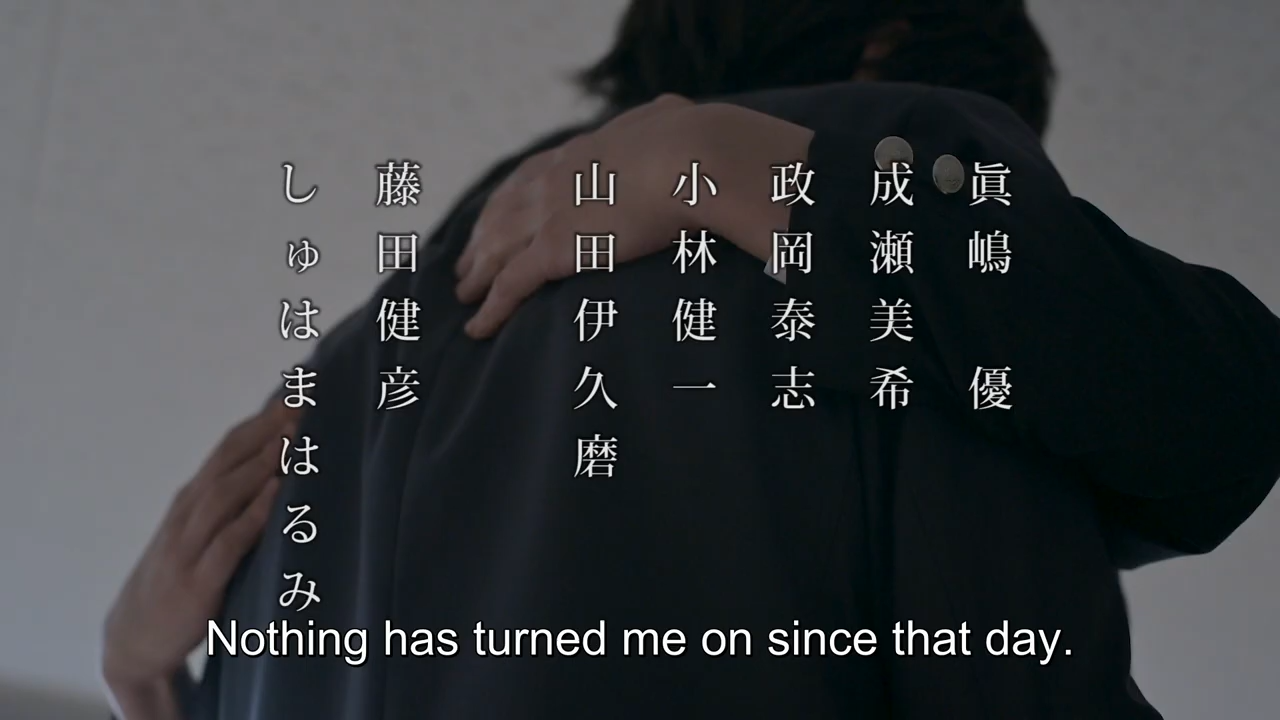 眞嶋 優
成瀬美希
政岡泰志
小林健一
山田伊久磨
藤田健彦
しゅはまはるみ
Nothing has turned me on since that day.